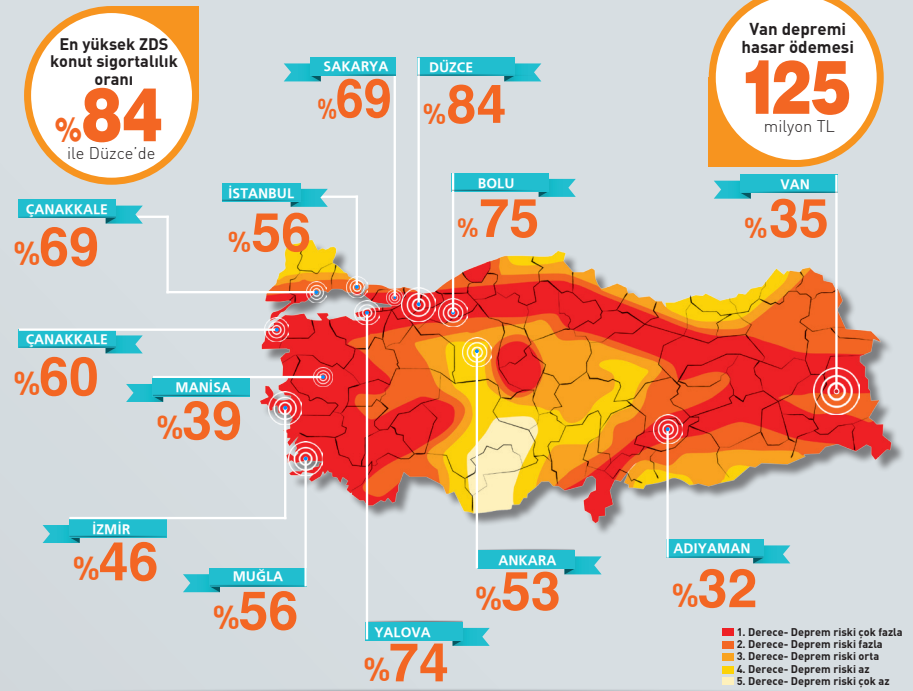 En yüksek ZDS
konut sigortalılık
oranı
%84
ile Düzce'de
Van depremi
hasar ödemesi
125
milyon TL
SAKARYA
%69
DÜZCE
%84
İSTANBUL
%56
BOLU
%75
VAN
%35
ÇANAKKALE
%69
ÇANAKKALE
%60
MANİSA
%39
İZMİR
%46
MUĞLA
%56
YALOVA
%74
ANKARA
%53
ADIYAMAN
%32
1. Derece- Deprem riski çok fazla
2. Derece- Deprem riski fazla
3. Derece- Deprem riski orta
4. Derece- Deprem riski az
5. Derece- Deprem riski çok az